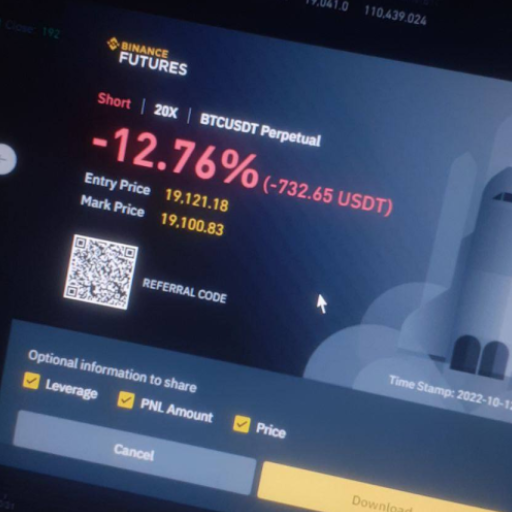 Close: 192
19,041.0 110,439.024
BINANCE
FUTURES
Short | 20X | BTCUSDT Perpetual
-12.76% (-732.65 USDT)
Entry Price 19,121.18
Mark Price 19,100.83
REFERRAL CODE
Time Stamp: 2022-10-12
Optional information to share
Leverage PNL Amount Price
Cancel
Download